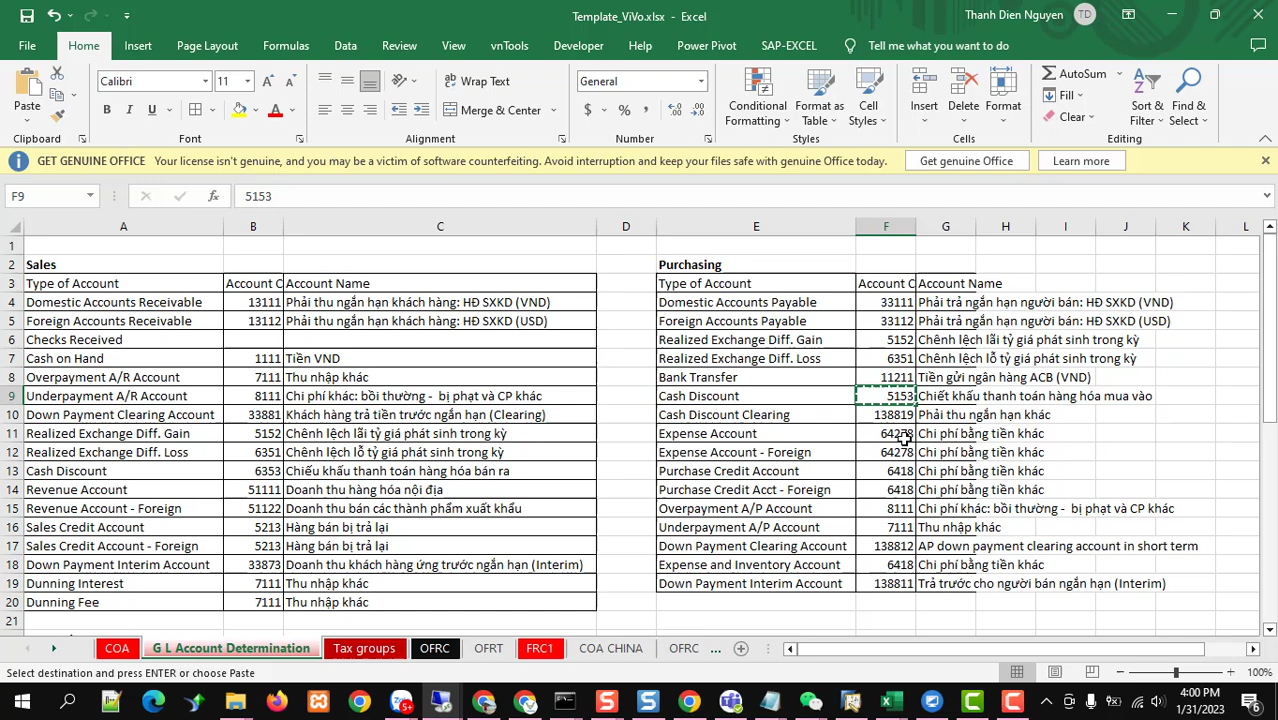 Template_ViVo.xlsx - Excel
Thanh Dien Nguyen TD
File Home Insert Page Layout Formulas Data Review View vnTools Developer Help Power Pivot SAP-EXCEL Tell me what you want to do
Paste
Clipboard
Calibri 11
B I U
Font
Wrap Text
Merge & Center
Alignment
General
$ % ,
Number
Conditional Formatting
Format as Table
Cell Styles
Styles
Insert Delete Format
Cells
AutoSum
Fill
Clear
Sort & Filter
Find & Select
Editing
GET GENUINE OFFICE Your license isn't genuine, and you may be a victim of software counterfeiting. Avoid interruption and keep your files safe with genuine Office today. Get genuine Office Learn more
F9 fx 5153
A B C D E F G H I J K L
1
2 Sales Purchasing
3 Type of Account Account C Account Name Type of Account Account C Account Name
4 Domestic Accounts Receivable 13111 Phải thu ngắn hạn khách hàng: HĐ SXKD (VND) Domestic Accounts Payable 33111 Phải trả ngắn hạn người bán: HĐ SXKD (VND)
5 Foreign Accounts Receivable 13112 Phải thu ngắn hạn khách hàng: HĐ SXKD (USD) Foreign Accounts Payable 33112 Phải trả ngắn hạn người bán: HĐ SXKD (USD)
6 Checks Received Realized Exchange Diff. Gain 5152 Chênh lệch lãi tỷ giá phát sinh trong kỳ
7 Cash on Hand 1111 Tiền VND Realized Exchange Diff. Loss 6351 Chênh lệch lỗ tỷ giá phát sinh trong kỳ
8 Overpayment A/R Account 7111 Thu nhập khác Bank Transfer 11211 Tiền gửi ngân hàng ACB (VND)
9 Underpayment A/R Account 8111 Chi phí khác: bồi thường - bị phạt và CP khác Cash Discount 5153 Chiết khấu thanh toán hàng hóa mua vào
10 Down Payment Clearing Account 33881 Khách hàng trả tiền trước ngắn hạn (Clearing) Cash Discount Clearing 138819 Phải thu ngắn hạn khác
11 Realized Exchange Diff. Gain 5152 Chênh lệch lãi tỷ giá phát sinh trong kỳ Expense Account 64278 Chi phí bằng tiền khác
12 Realized Exchange Diff. Loss 6351 Chênh lệch lỗ tỷ giá phát sinh trong kỳ Expense Account - Foreign 64278 Chi phí bằng tiền khác
13 Cash Discount 6353 Chiếu khấu thanh toán hàng hóa bán ra Purchase Credit Account 6418 Chi phí bằng tiền khác
14 Revenue Account 51111 Doanh thu hàng hóa nội địa Purchase Credit Acct - Foreign 6418 Chi phí bằng tiền khác
15 Revenue Account - Foreign 51122 Doanh thu bán các thành phẩm xuất khẩu Overpayment A/P Account 8111 Chi phí khác: bồi thường - bị phạt và CP khác
16 Sales Credit Account 5213 Hàng bán bị trả lại Underpayment A/P Account 7111 Thu nhập khác
17 Sales Credit Account - Foreign 5213 Hàng bán bị trả lại Down Payment Clearing Account 138812 AP down payment clearing account in short term
18 Down Payment Interim Account 33873 Doanh thu khách hàng ứng trước ngắn hạn (Interim) Expense and Inventory Account 6418 Chi phí bằng tiền khác
19 Dunning Interest 7111 Thu nhập khác Down Payment Interim Account 138811 Trả trước cho người bán ngắn hạn (Interim)
20 Dunning Fee 7111 Thu nhập khác
21
COA G L Account Determination Tax groups OFRC OFRT FRC1 COA CHINA OFRC ...
Select destination and press ENTER or choose Paste 100%
5+
4:00 PM
1/31/2023
6